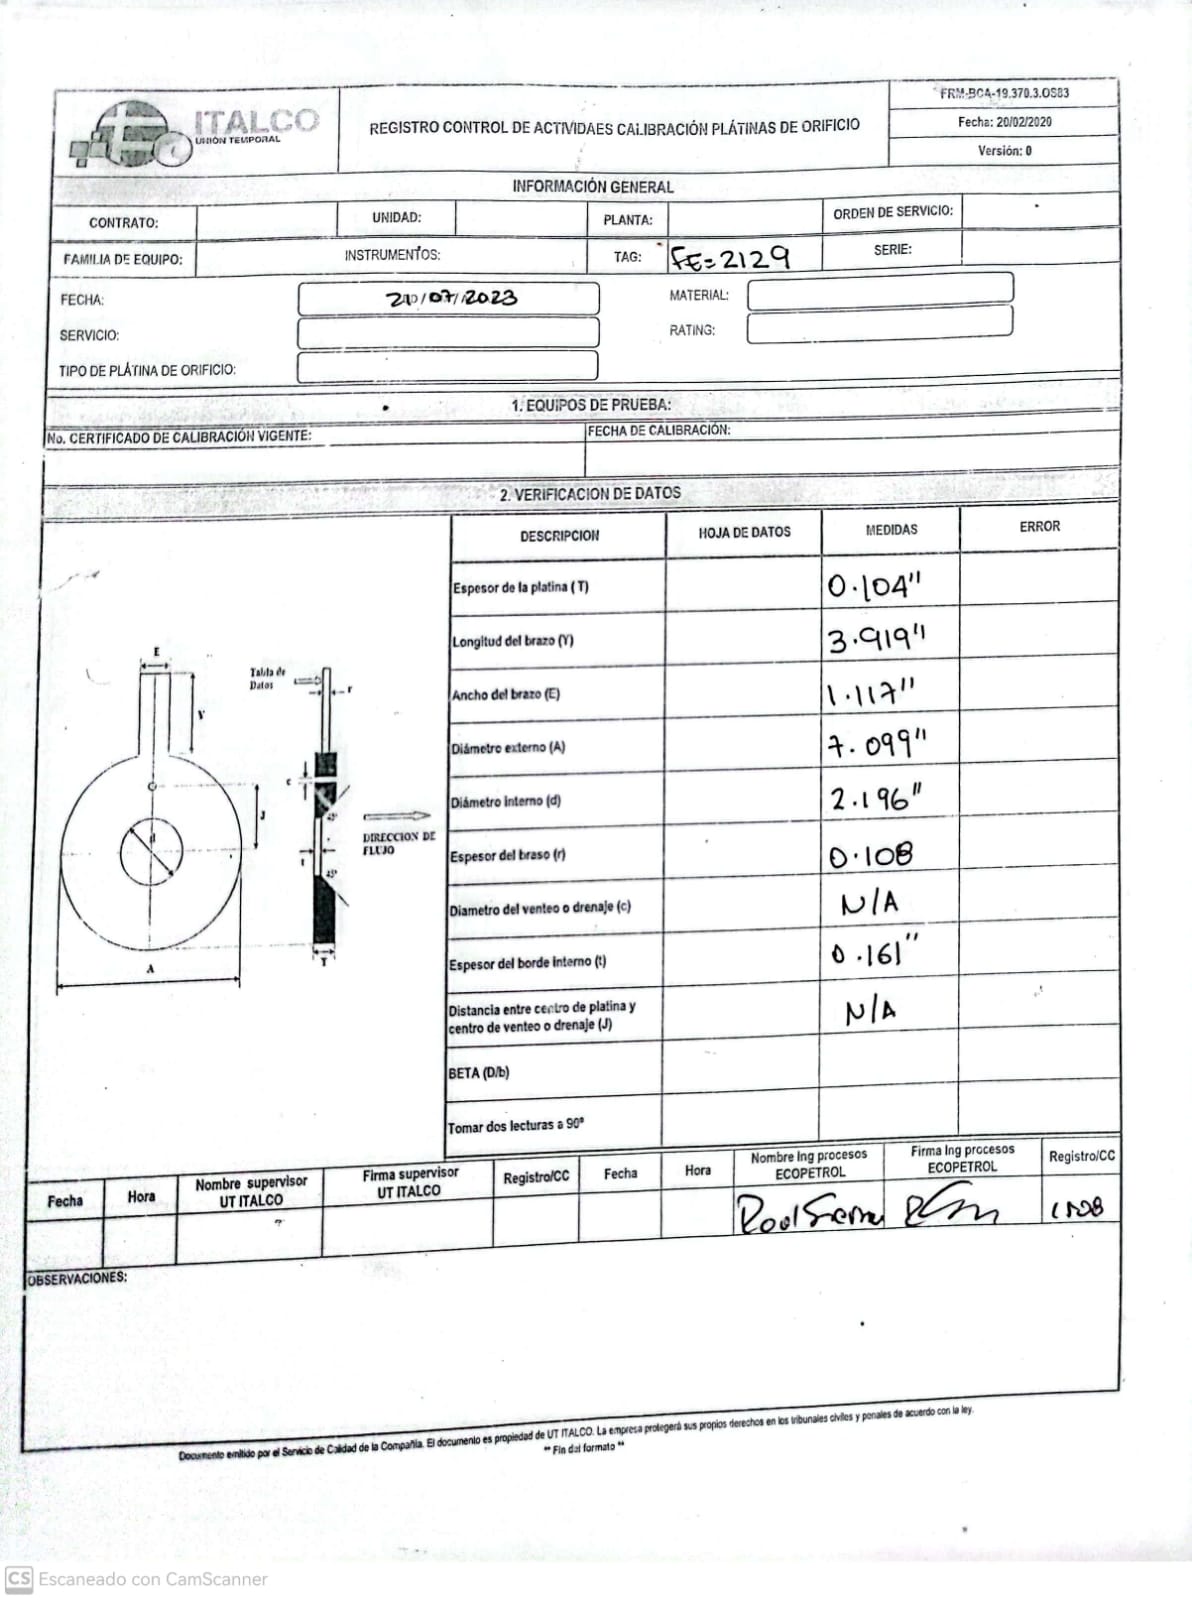 ITALCO
UNIÓN TEMPORAL
REGISTRO CONTROL DE ACTIVIDAES CALIBRACIÓN PLÁTINAS DE ORIFICIO
FRM-BCA-19.370.3.OS83
Fecha: 20/02/2020
Versión: 0
INFORMACIÓN GENERAL
CONTRATO: UNIDAD: PLANTA: ORDEN DE SERVICIO:
FAMILIA DE EQUIPO: INSTRUMENTOS: TAG: FE=2129 SERIE:
FECHA: /07/2023 MATERIAL:
SERVICIO: RATING:
TIPO DE PLÁTINA DE ORIFICIO:
1. EQUIPOS DE PRUEBA:
No. CERTIFICADO DE CALIBRACIÓN VIGENTE: FECHA DE CALIBRACIÓN:
2. VERIFICACION DE DATOS
DESCRIPCION HOJA DE DATOS MEDIDAS ERROR
Espesor de la platina (T) 0.104"
Longitud del brazo (Y) 3.919"
Ancho del brazo (E) 1.117"
Diámetro externo (A) 7.099"
Diámetro interno (d) 2.196"
Espesor del braso (r) 0.108
Diametro del venteo o drenaje (c) N/A
Espesor del borde interno (t) 0.161"
Distancia entre centro de platina y
centro de venteo o drenaje (J) N/A
BETA (D/b)
Tomar dos lecturas a 90º
E
Tabla de
Datos
r
Y
c
J
45°
d
DIRECCION DE
FLUJO
t
45°
A
T
Fecha Hora Nombre supervisor
UT ITALCO Firma supervisor
UT ITALCO Registro/CC Fecha Hora Nombre Ing procesos
ECOPETROL Firma Ing procesos
ECOPETROL Registro/CC
OBSERVACIONES:
Documento emitido por el Servicio de Calidad de la Compañía. El documento es propiedad de UT ITALCO. La empresa protegerá sus propios derechos en los tribunales civiles y penales de acuerdo con la ley.
** Fin del formato **
CS Escaneado con CamScanner